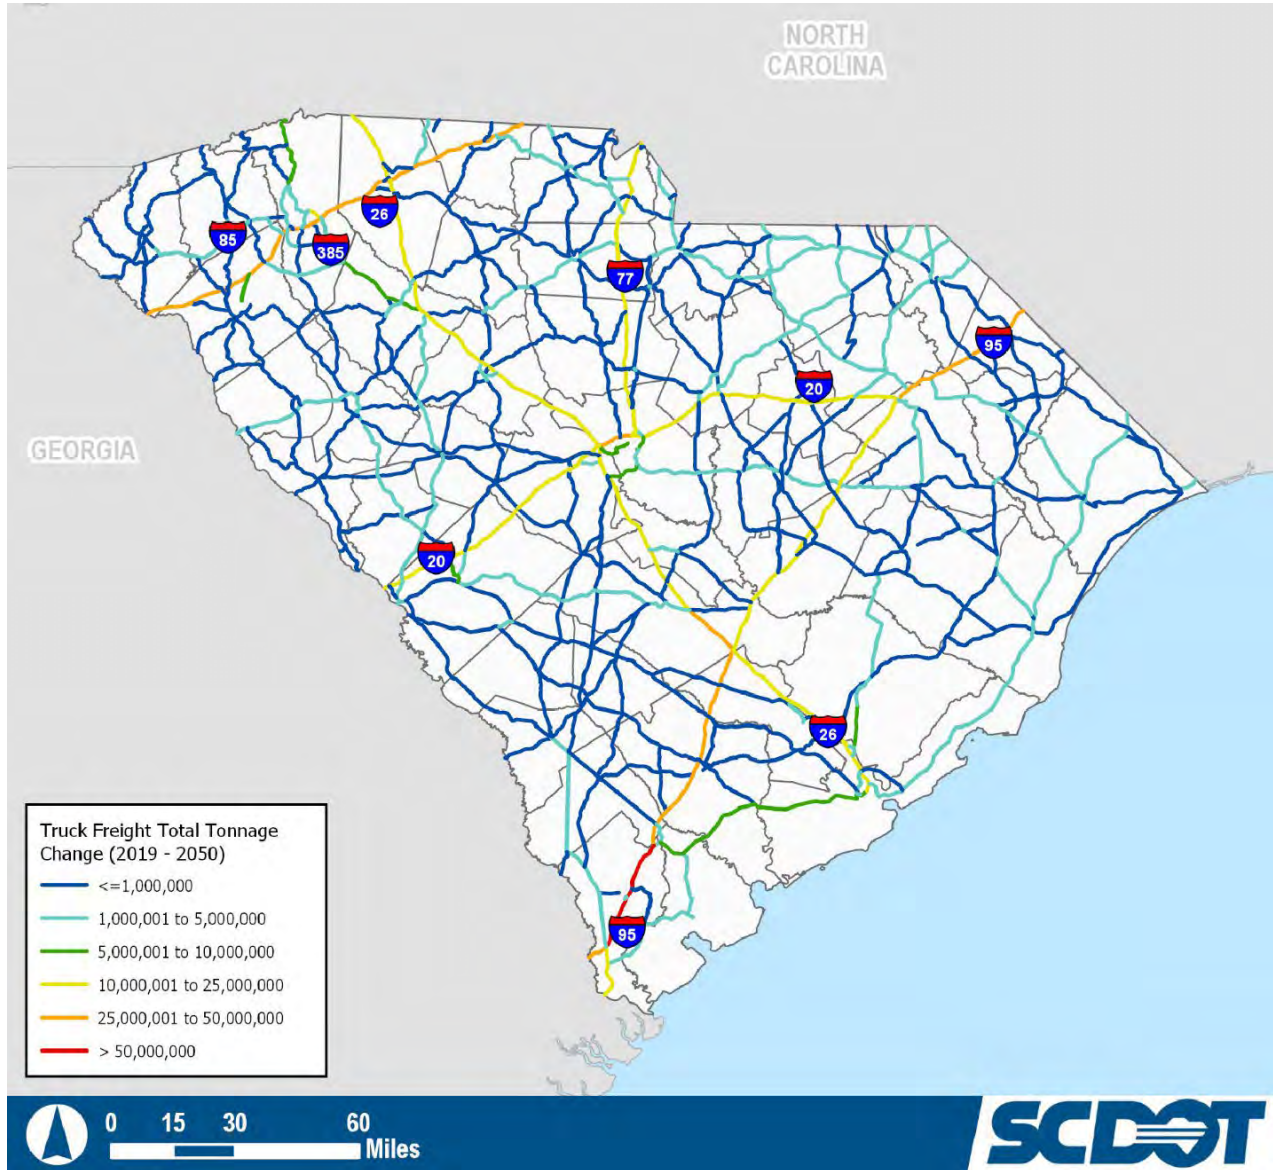 NORTH
CAROLINA
26
85
385
77
95
20
GEORGIA
20
26
Truck Freight Total Tonnage
Change (2019 - 2050)
<=1,000,000
1,000,001 to 5,000,000
5,000,001 to 10,000,000
10,000,001 to 25,000,000
25,000,001 to 50,000,000
> 50,000,000
95
0 15 30 60
Miles
SCDOT